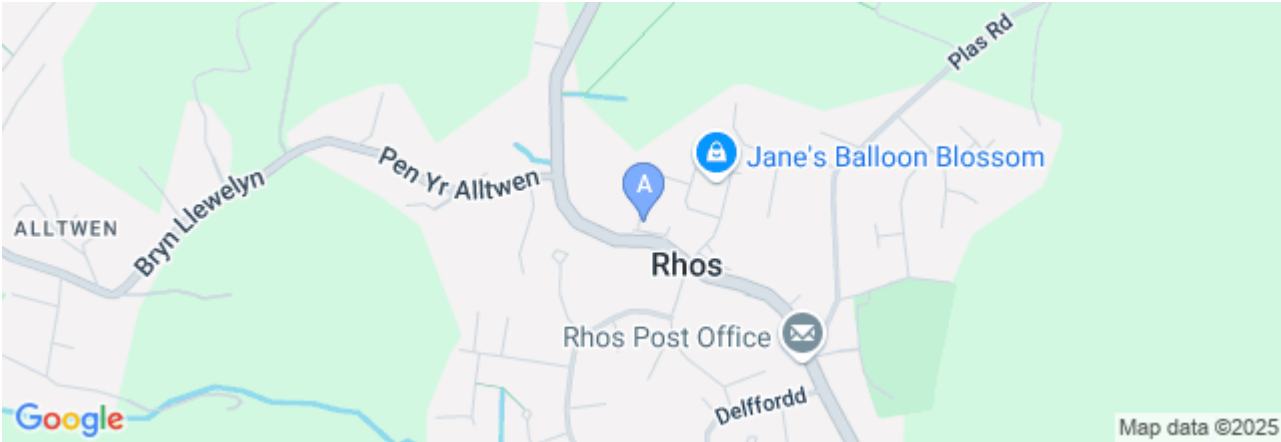 Plas Rd
Jane's Balloon Blossom
Pen Yr Alltwen
A
Bryn Llewelyn
ALLTWEN
Rhos
Rhos Post Office
Delffordd
Google
Map data ©2025